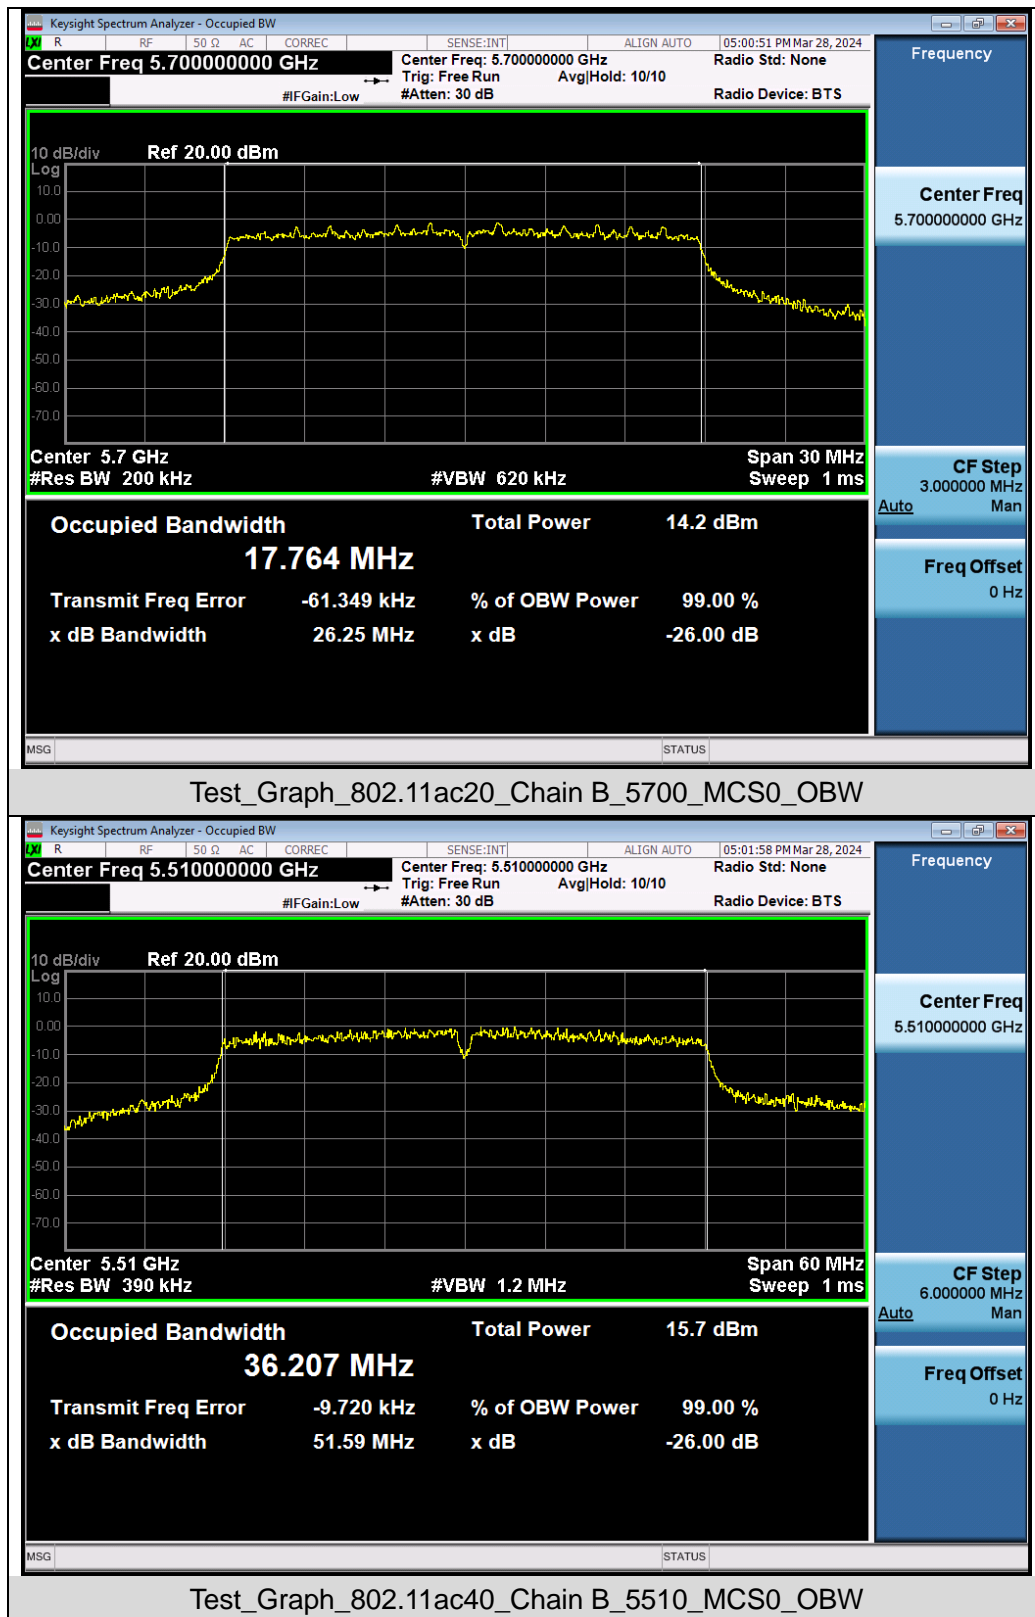 Keysight Spectrum Analyzer - Occupied BW
LXI R RF 50 Ω AC CORREC SENSE:INT ALIGN AUTO 05:00:51 PM Mar 28, 2024
Center Freq 5.700000000 GHz
Center Freq: 5.700000000 GHz Radio Std: None
Trig: Free Run Avg|Hold: 10/10
#IFGain:Low #Atten: 30 dB Radio Device: BTS
10 dB/div Ref 20.00 dBm
Log
10.0
0.00
-10.0
-20.0
-30.0
-40.0
-50.0
-60.0
-70.0
Center 5.7 GHz Span 30 MHz
#Res BW 200 kHz #VBW 620 kHz Sweep 1 ms
Occupied Bandwidth Total Power 14.2 dBm
17.764 MHz
Transmit Freq Error -61.349 kHz % of OBW Power 99.00 %
x dB Bandwidth 26.25 MHz x dB -26.00 dB
MSG STATUS
Frequency
Center Freq
5.700000000 GHz
CF Step
3.000000 MHz
Auto Man
Freq Offset
0 Hz
Test_Graph_802.11ac20_Chain B_5700_MCS0_OBW
Keysight Spectrum Analyzer - Occupied BW
LXI R RF 50 Ω AC CORREC SENSE:INT ALIGN AUTO 05:01:58 PM Mar 28, 2024
Center Freq 5.510000000 GHz
Center Freq: 5.510000000 GHz Radio Std: None
Trig: Free Run Avg|Hold: 10/10
#IFGain:Low #Atten: 30 dB Radio Device: BTS
10 dB/div Ref 20.00 dBm
Log
10.0
0.00
-10.0
-20.0
-30.0
-40.0
-50.0
-60.0
-70.0
Center 5.51 GHz Span 60 MHz
#Res BW 390 kHz #VBW 1.2 MHz Sweep 1 ms
Occupied Bandwidth Total Power 15.7 dBm
36.207 MHz
Transmit Freq Error -9.720 kHz % of OBW Power 99.00 %
x dB Bandwidth 51.59 MHz x dB -26.00 dB
MSG STATUS
Frequency
Center Freq
5.510000000 GHz
CF Step
6.000000 MHz
Auto Man
Freq Offset
0 Hz
Test_Graph_802.11ac40_Chain B_5510_MCS0_OBW